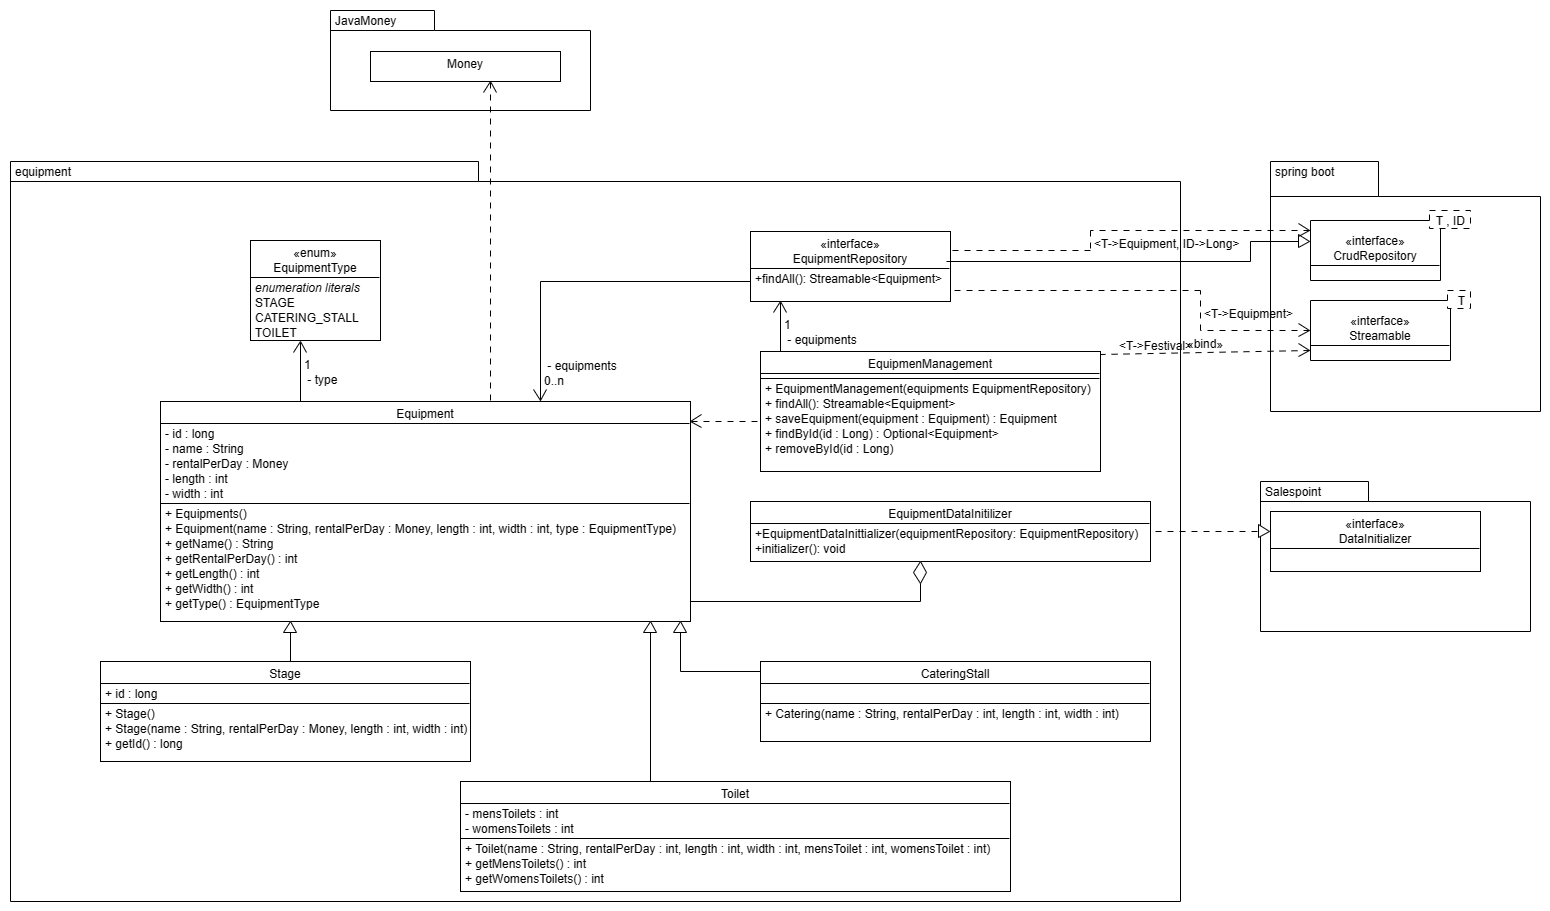 JavaMoney
Money
equipment
spring boot
«enum»
EquipmentType
enumeration literals
STAGE
CATERING_STALL
TOILET
1
- type
«interface»
EquipmentRepository
+findAll(): Streamable<Equipment>
<T->Equipment, ID->Long>
T , ID
«interface»
CrudRepository
<T->Equipment>
T
«interface»
Streamable
<T->Festival>
«bind»
1
- equipments
- equipments
0..n
EquipmenManagement
+ EquipmentManagement(equipments EquipmentRepository)
+ findAll(): Streamable<Equipment>
+ saveEquipment(equipment : Equipment) : Equipment
+ findById(id : Long) : Optional<Equipment>
+ removeById(id : Long)
Equipment
- id : long
- name : String
- rentalPerDay : Money
- length : int
- width : int
+ Equipments()
+ Equipment(name : String, rentalPerDay : Money, length : int, width : int, type : EquipmentType)
+ getName() : String
+ getRentalPerDay() : int
+ getLength() : int
+ getWidth() : int
+ getType() : EquipmentType
EquipmentDataInitilizer
+EquipmentDataInittializer(equipmentRepository: EquipmentRepository)
+initializer(): void
Salespoint
«interface»
DataInitializer
Stage
+ id : long
+ Stage()
+ Stage(name : String, rentalPerDay : Money, length : int, width : int)
+ getId() : long
CateringStall
+ Catering(name : String, rentalPerDay : int, length : int, width : int)
Toilet
- mensToilets : int
- womensToilets : int
+ Toilet(name : String, rentalPerDay : int, length : int, width : int, mensToilet : int, womensToilet : int)
+ getMensToilets() : int
+ getWomensToilets() : int